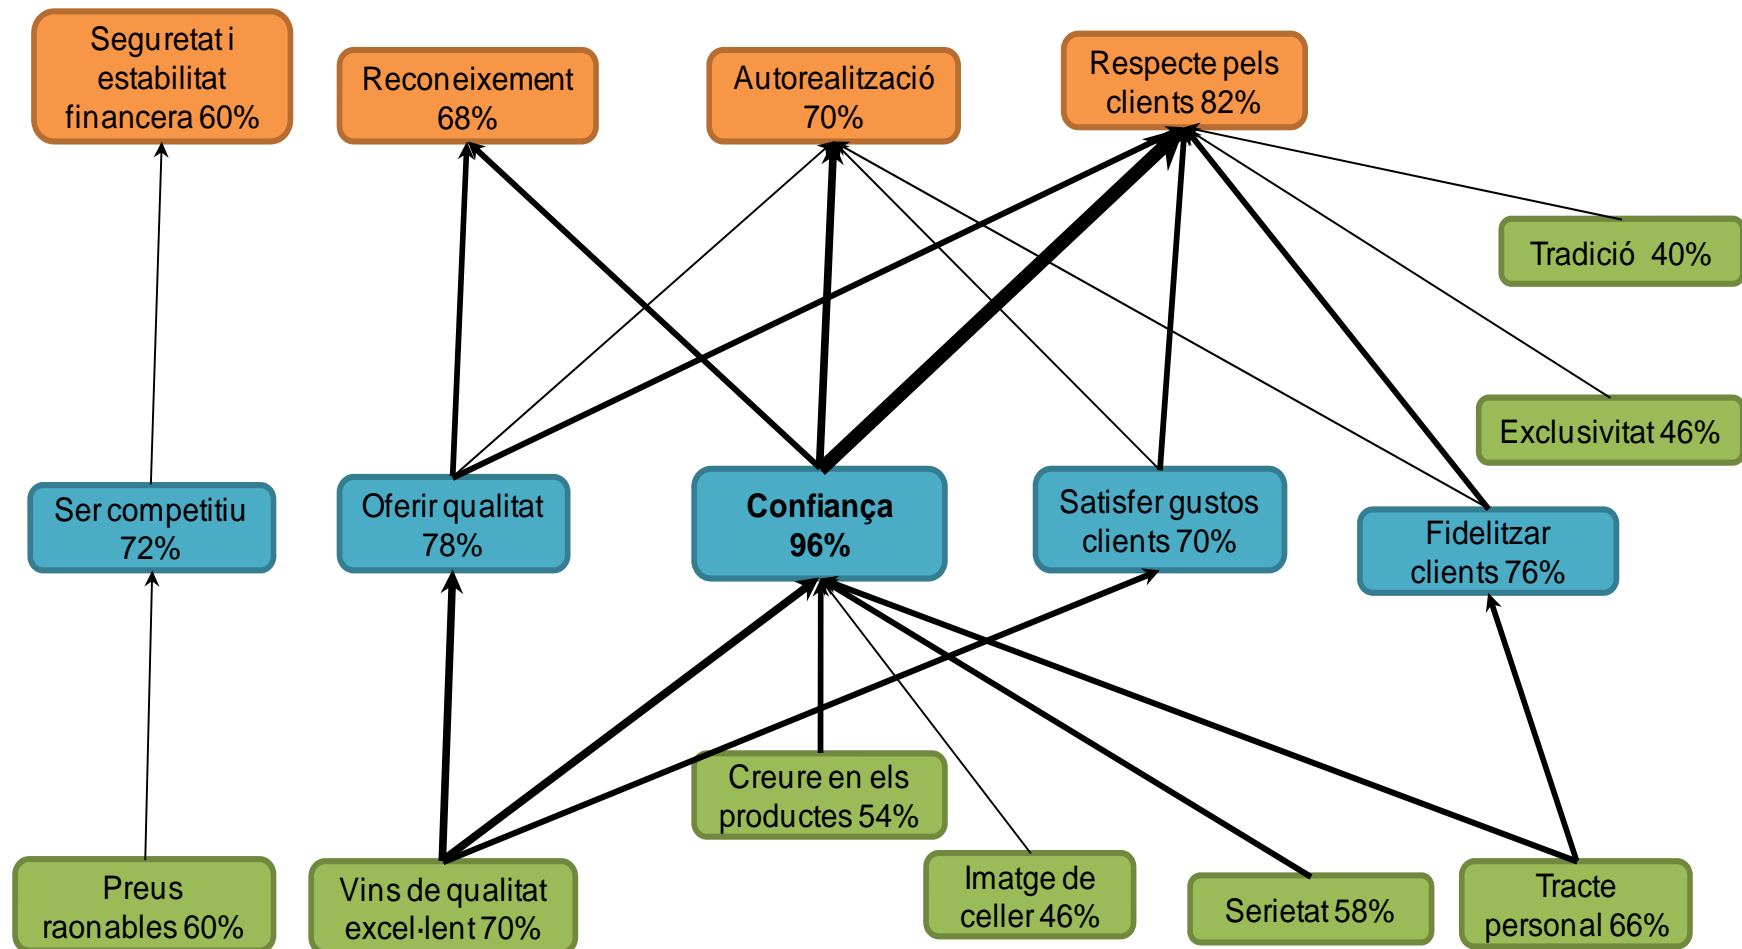 Seguretat i
estabilitat
financera 60%
Reconeixement
68%
Autorealització
70%
Respecte pels
clients 82%
Tradició 40%
Exclusivitat 46%
Ser competitiu
72%
Oferir qualitat
78%
Confiança
96%
Satisfer gustos
clients 70%
Fidelitzar
clients 76%
Creure en els
productes 54%
Preus
raonables 60%
Vins de qualitat
excel·lent 70%
Imatge de
celler 46%
Serietat 58%
Tracte
personal 66%